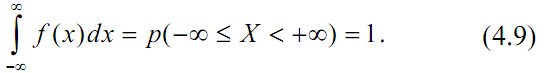 ∫_{-∞}^{∞} f(x)dx = p(-∞ ≤ X < +∞) = 1. (4.9)